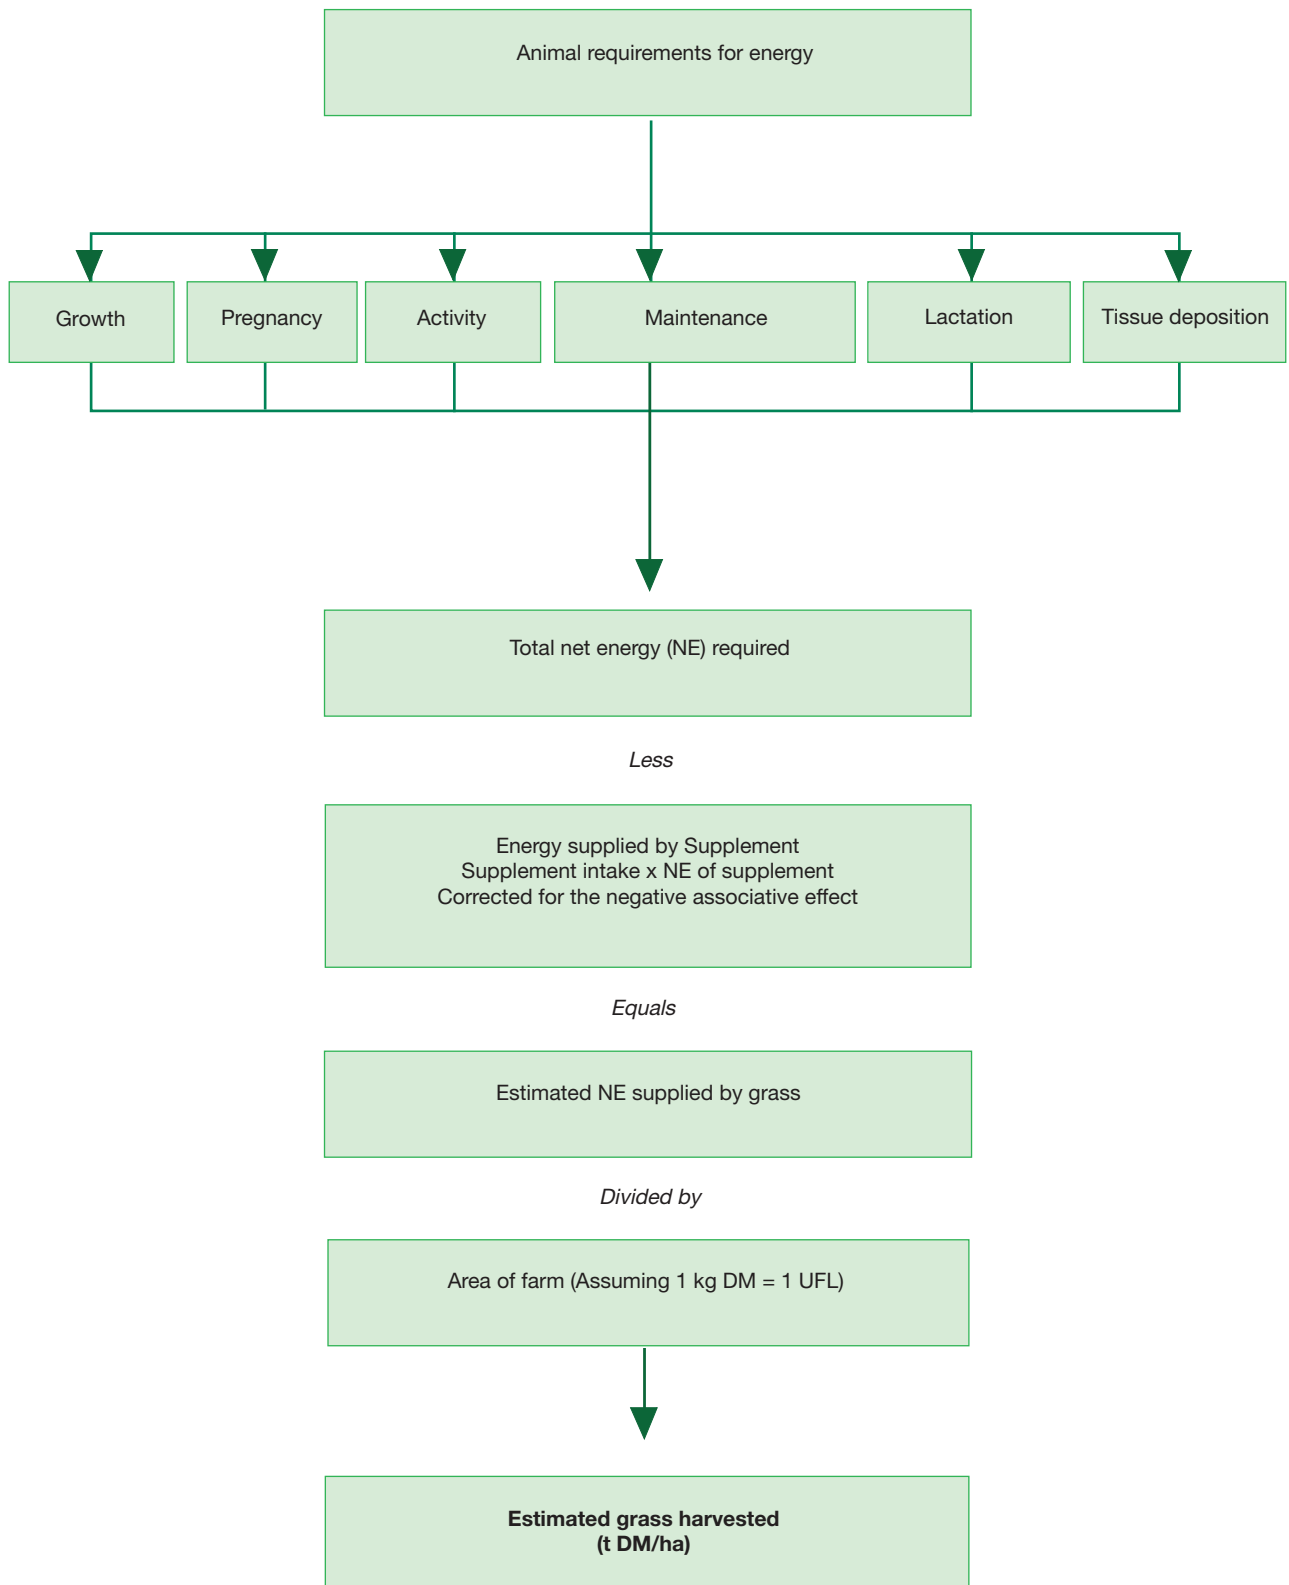 Animal requirements for energy
Growth
Pregnancy
Activity
Maintenance
Lactation
Tissue deposition
Total net energy (NE) required
Less
Energy supplied by Supplement
Supplement intake x NE of supplement
Corrected for the negative associative effect
Equals
Estimated NE supplied by grass
Divided by
Area of farm (Assuming 1 kg DM = 1 UFL)
Estimated grass harvested
(t DM/ha)